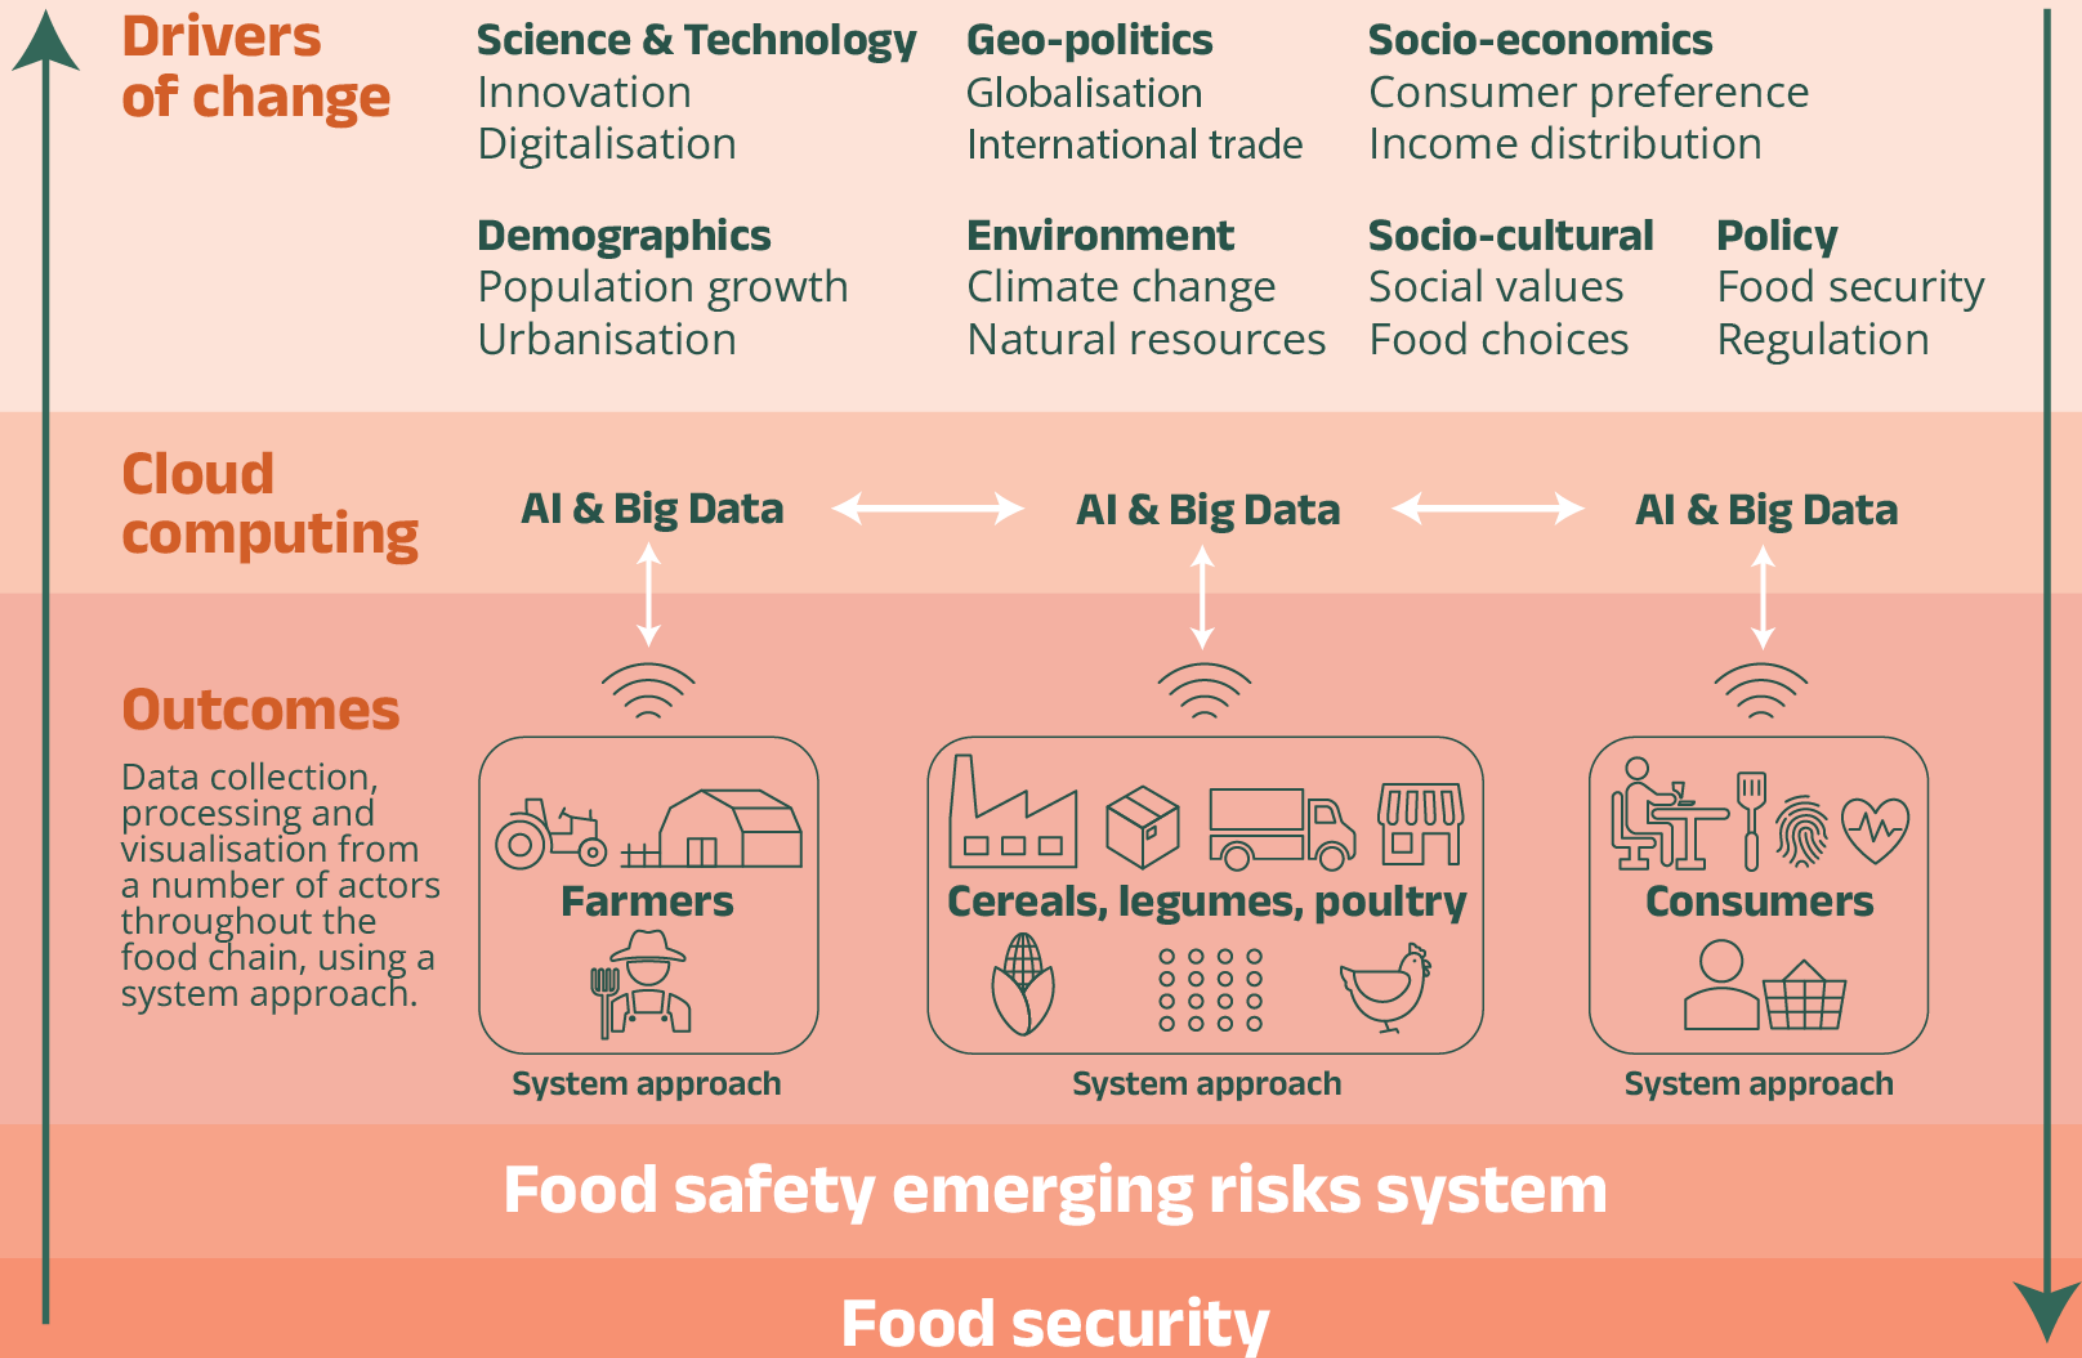 Drivers
of change
Science & Technology
Innovation
Digitalisation
Geo-politics
Globalisation
International trade
Socio-economics
Consumer preference
Income distribution
Demographics
Population growth
Urbanisation
Environment
Climate change
Natural resources
Socio-cultural
Social values
Food choices
Policy
Food security
Regulation
Cloud
computing
AI & Big Data
AI & Big Data
AI & Big Data
Outcomes
Data collection,
processing and
visualisation from
a number of actors
throughout the
food chain, using a
system approach.
Farmers
System approach
Cereals, legumes, poultry
System approach
Consumers
System approach
Food safety emerging risks system
Food security